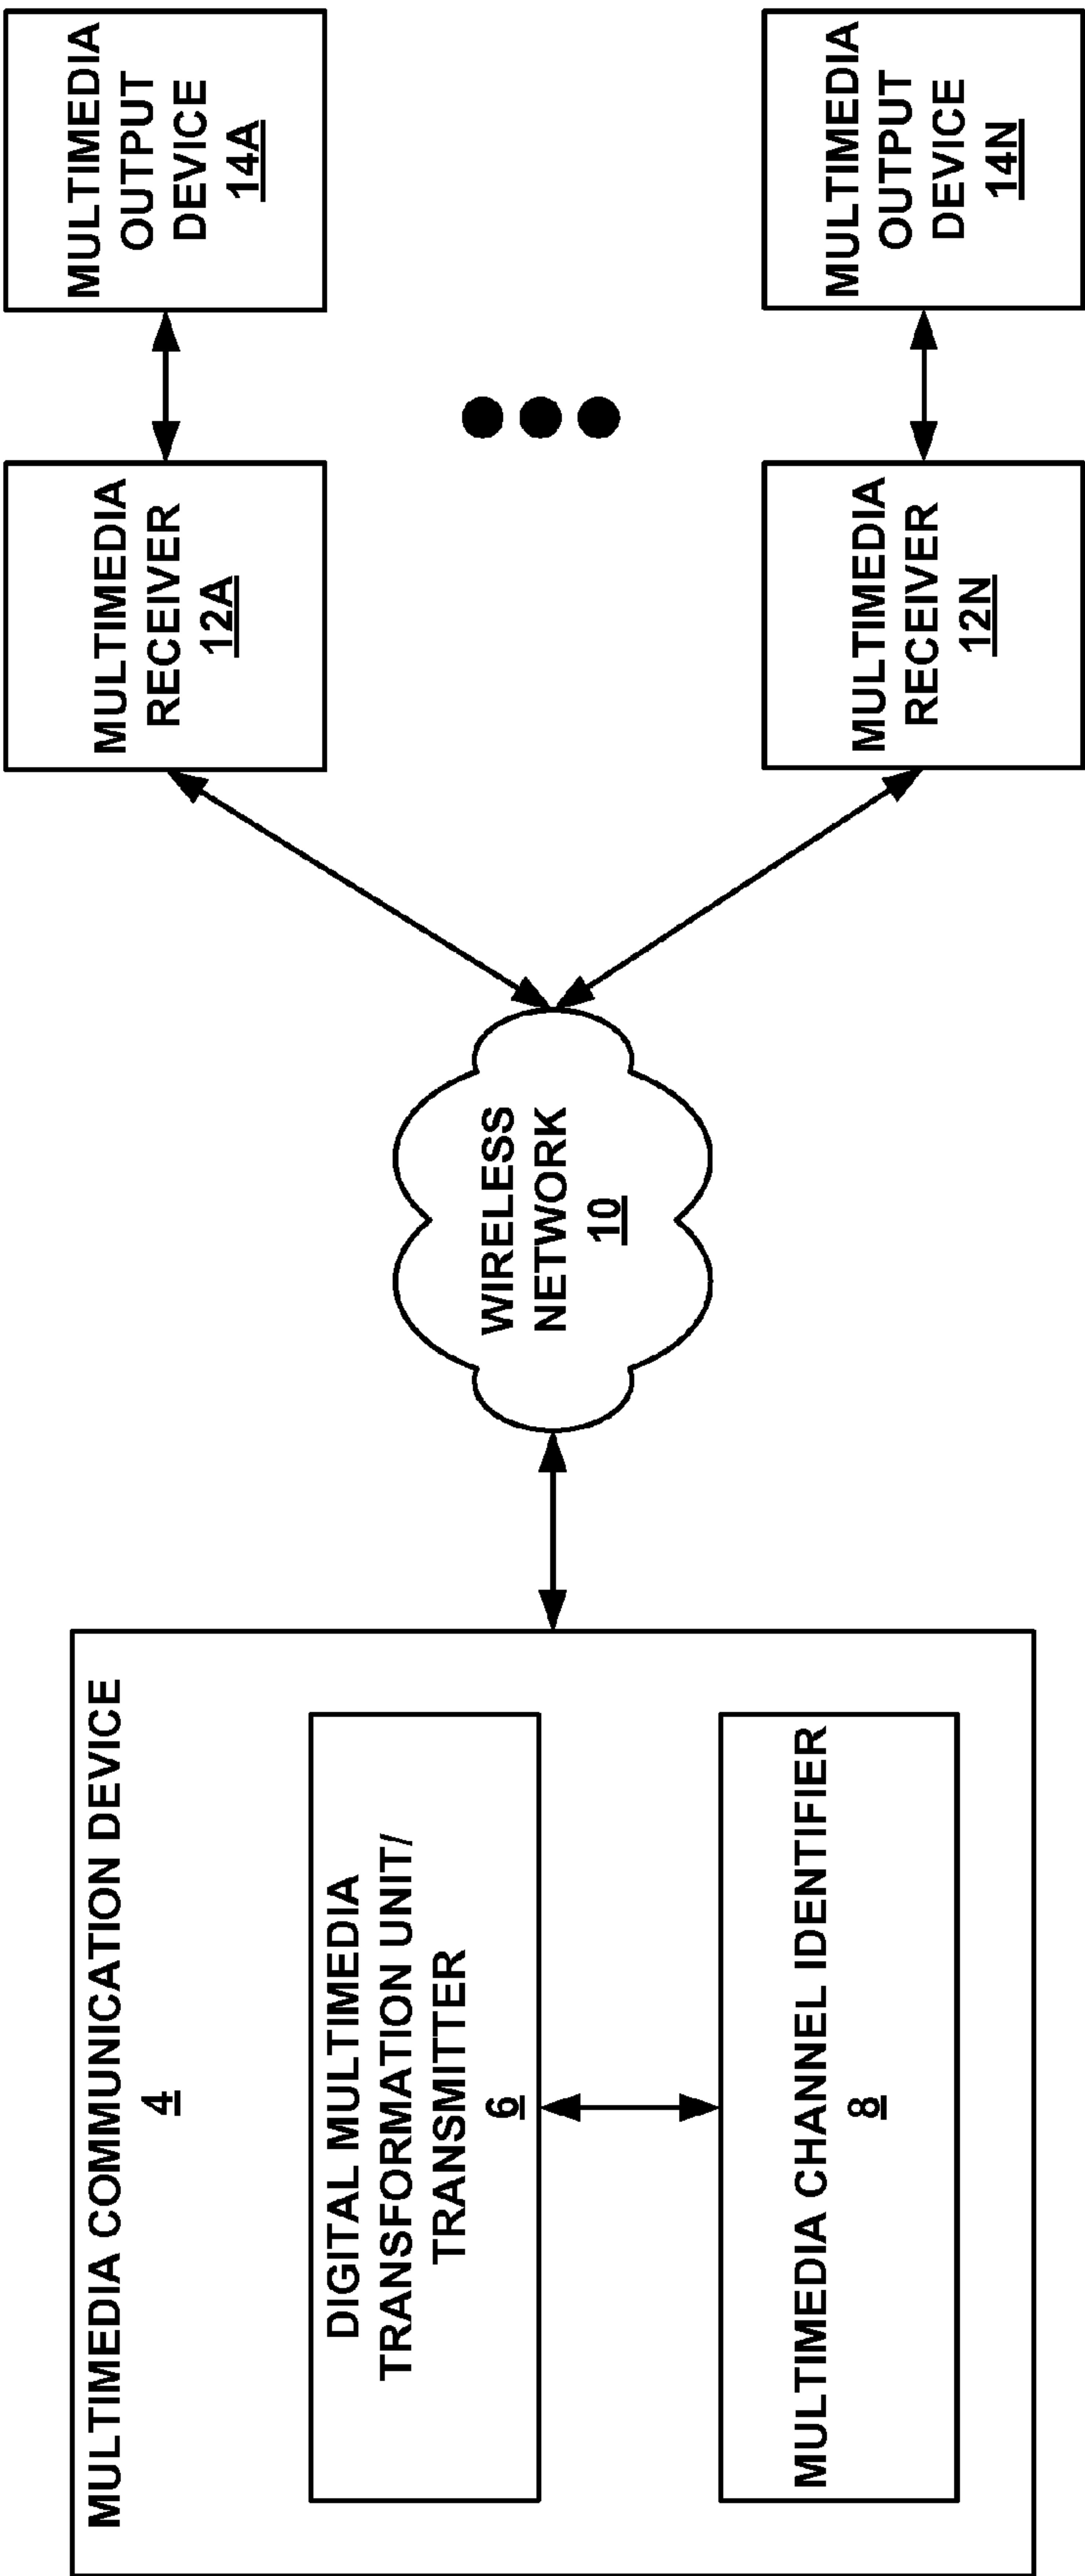 MULTIMEDIA COMMUNICATION DEVICE
4
DIGITAL MULTIMEDIA
TRANSFORMATION UNIT/
TRANSMITTER
6
MULTIMEDIA CHANNEL IDENTIFIER
8
WIRELESS
NETWORK
10
MULTIMEDIA
RECEIVER
12A
MULTIMEDIA
OUTPUT
DEVICE
14A
MULTIMEDIA
RECEIVER
12N
MULTIMEDIA
OUTPUT
DEVICE
14N